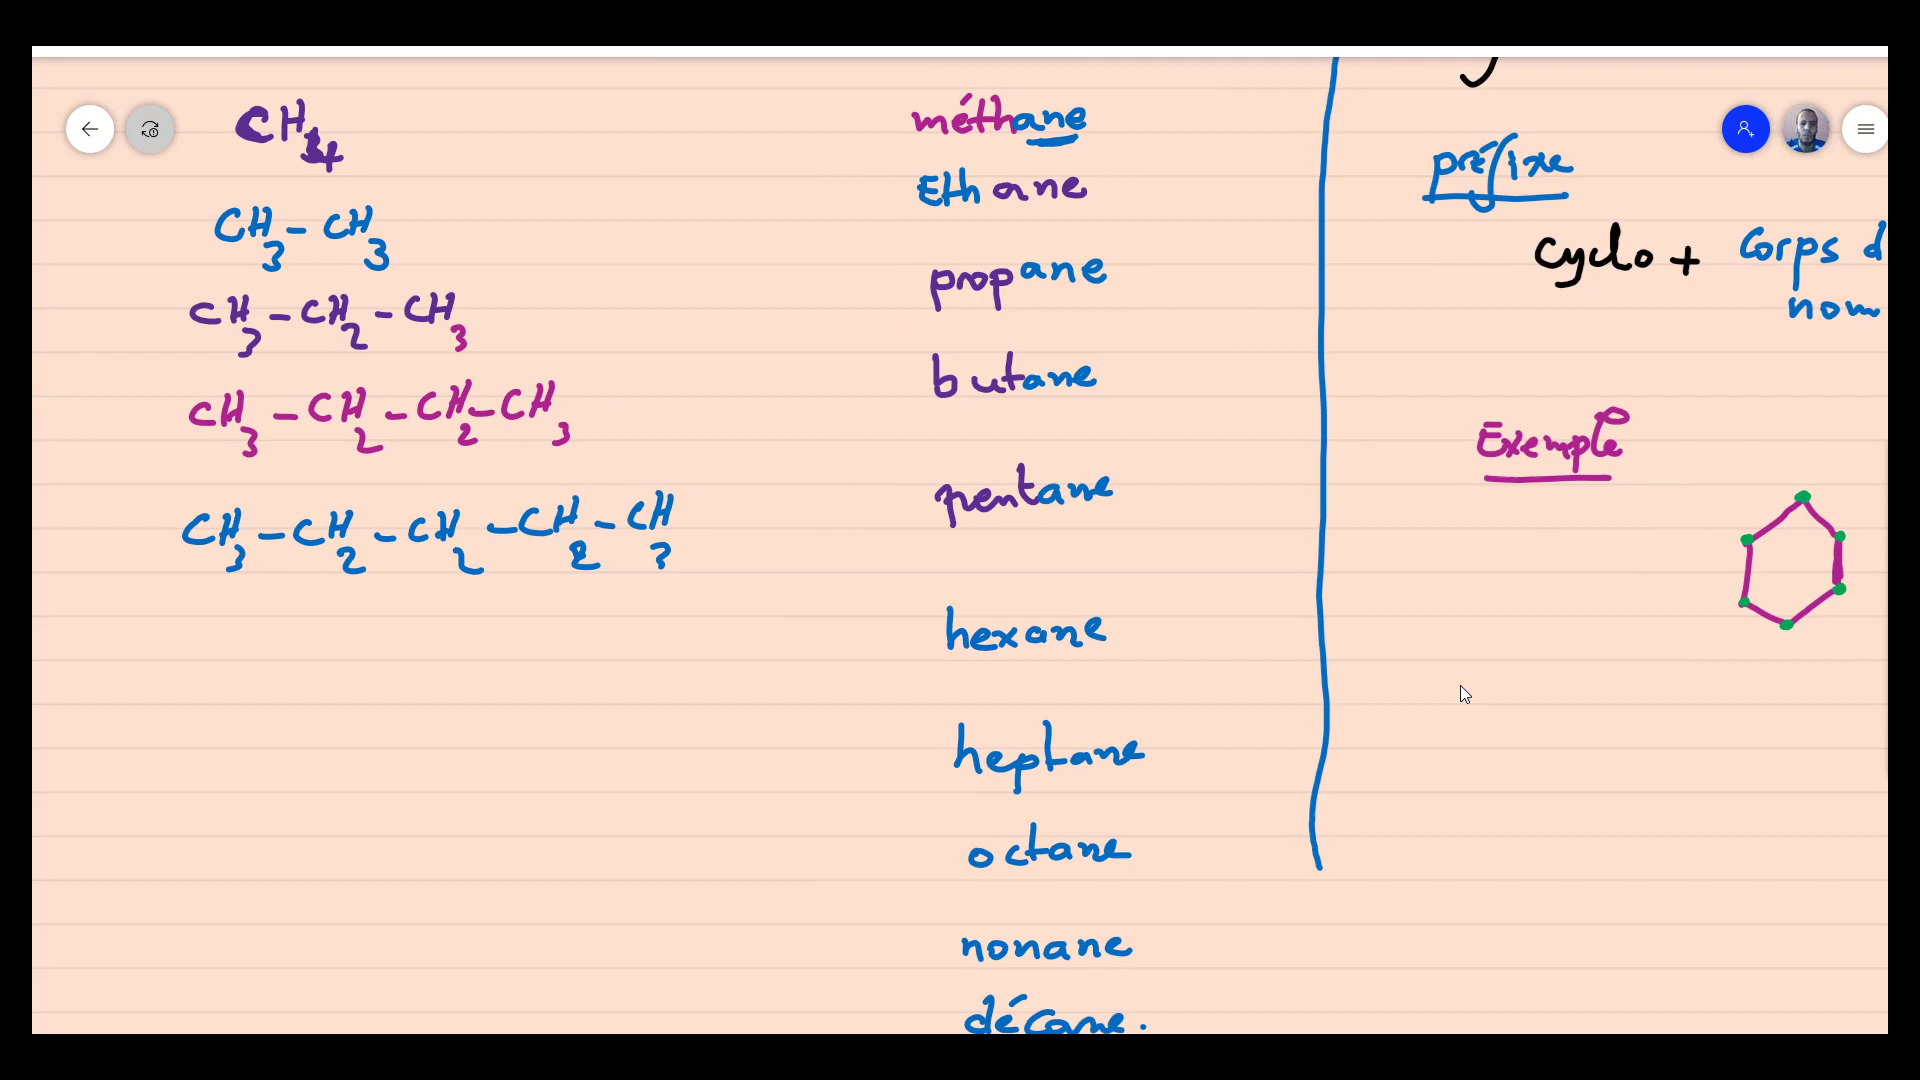 CH4
méthane
CH3 - CH3
Ethane
CH3 - CH2 - CH3
propane
CH3 - CH2 - CH2 - CH3
butane
CH3 - CH2 - CH2 - CH2 - CH3
pentane
hexane
heptane
octane
nonane
décane.
préfixe
cyclo + Corps d
nom
Exemple